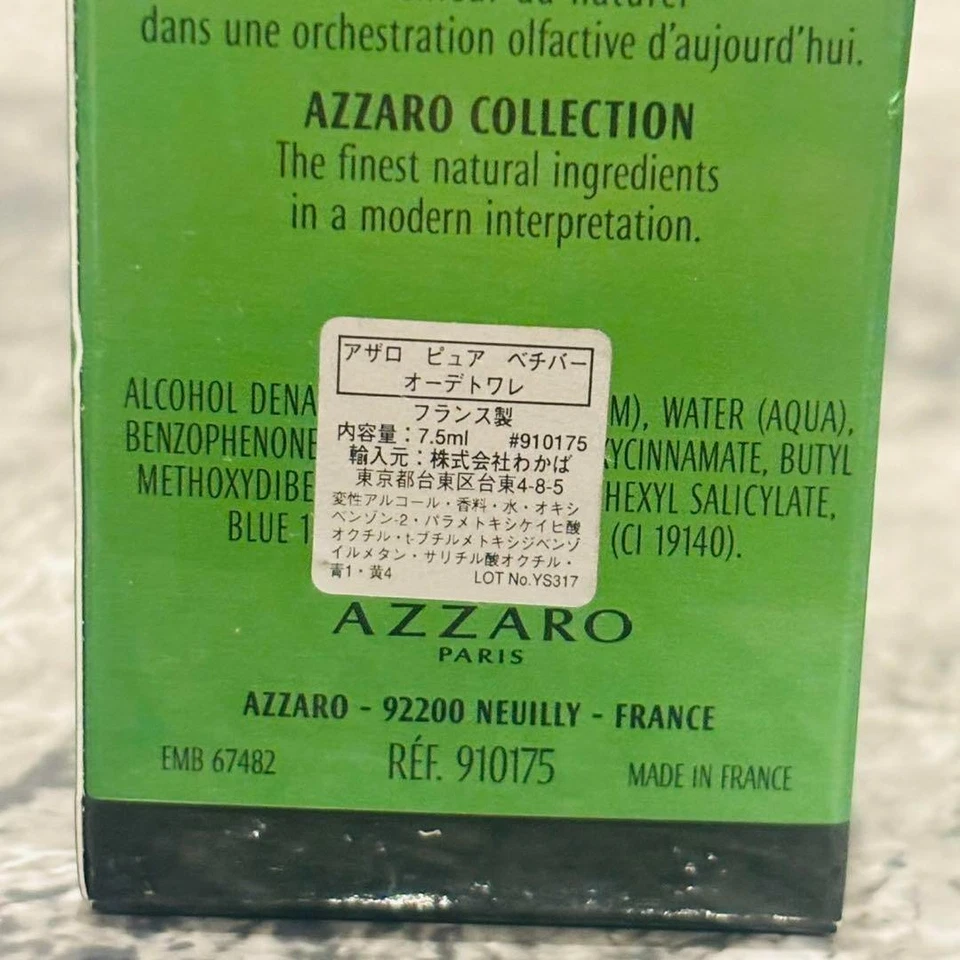 dans une orchestration olfactive d'aujourd'hui.
AZZARO COLLECTION
The finest natural ingredients
in a modern interpretation.
アザロ ピュア ベチバー
オーデトワレ
フランス製
内容量：7.5ml #910175
輸入元：株式会社わかば
東京都台東区台東4-8-5
変性アルコール・香料・水・オキシ
ベンゾン-2・パラメトキシケイヒ酸
オクチル・t-ブチルメトキシジベンゾ
イルメタン・サリチル酸オクチル・
青1・黄4 LOT No.YS317
ALCOHOL DENA M), WATER (AQUA),
BENZOPHENONE YCINNAMATE, BUTYL
METHOXYDIBE HEXYL SALICYLATE,
BLUE 1 (CI 19140).
AZZARO
PARIS
AZZARO - 92200 NEUILLY - FRANCE
EMB 67482 RÉF. 910175 MADE IN FRANCE